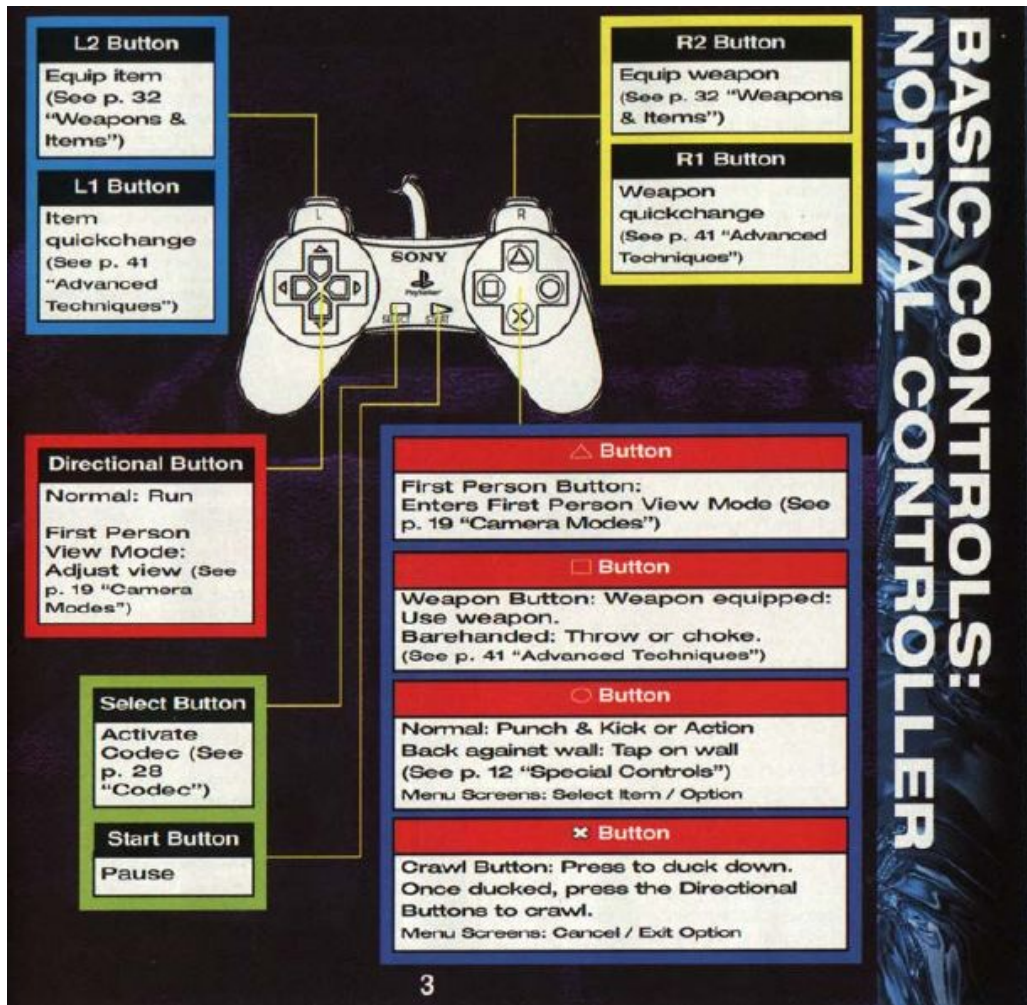 BASIC CONTROLS:
NORMAL CONTROLLER
L2 Button
Equip item
(See p. 32
"Weapons &
Items")
L1 Button
Item
quickchange
(See p. 41
"Advanced
Techniques")
R2 Button
Equip weapon
(See p. 32 "Weapons
& Items")
R1 Button
Weapon
quickchange
(See p. 41 "Advanced
Techniques")
L
R
SONY
PlayStation
SELECT
START
Directional Button
Normal: Run
First Person
View Mode:
Adjust view (See
p. 19 "Camera
Modes")
Select Button
Activate
Codec (See
p. 28
"Codec")
Start Button
Pause
△ Button
First Person Button:
Enters First Person View Mode (See
p. 19 "Camera Modes")
□ Button
Weapon Button: Weapon equipped:
Use weapon.
Barehanded: Throw or choke.
(See p. 41 "Advanced Techniques")
○ Button
Normal: Punch & Kick or Action
Back against wall: Tap on wall
(See p. 12 "Special Controls")
Menu Screens: Select Item / Option
✕ Button
Crawl Button: Press to duck down.
Once ducked, press the Directional
Buttons to crawl.
Menu Screens: Cancel / Exit Option
3